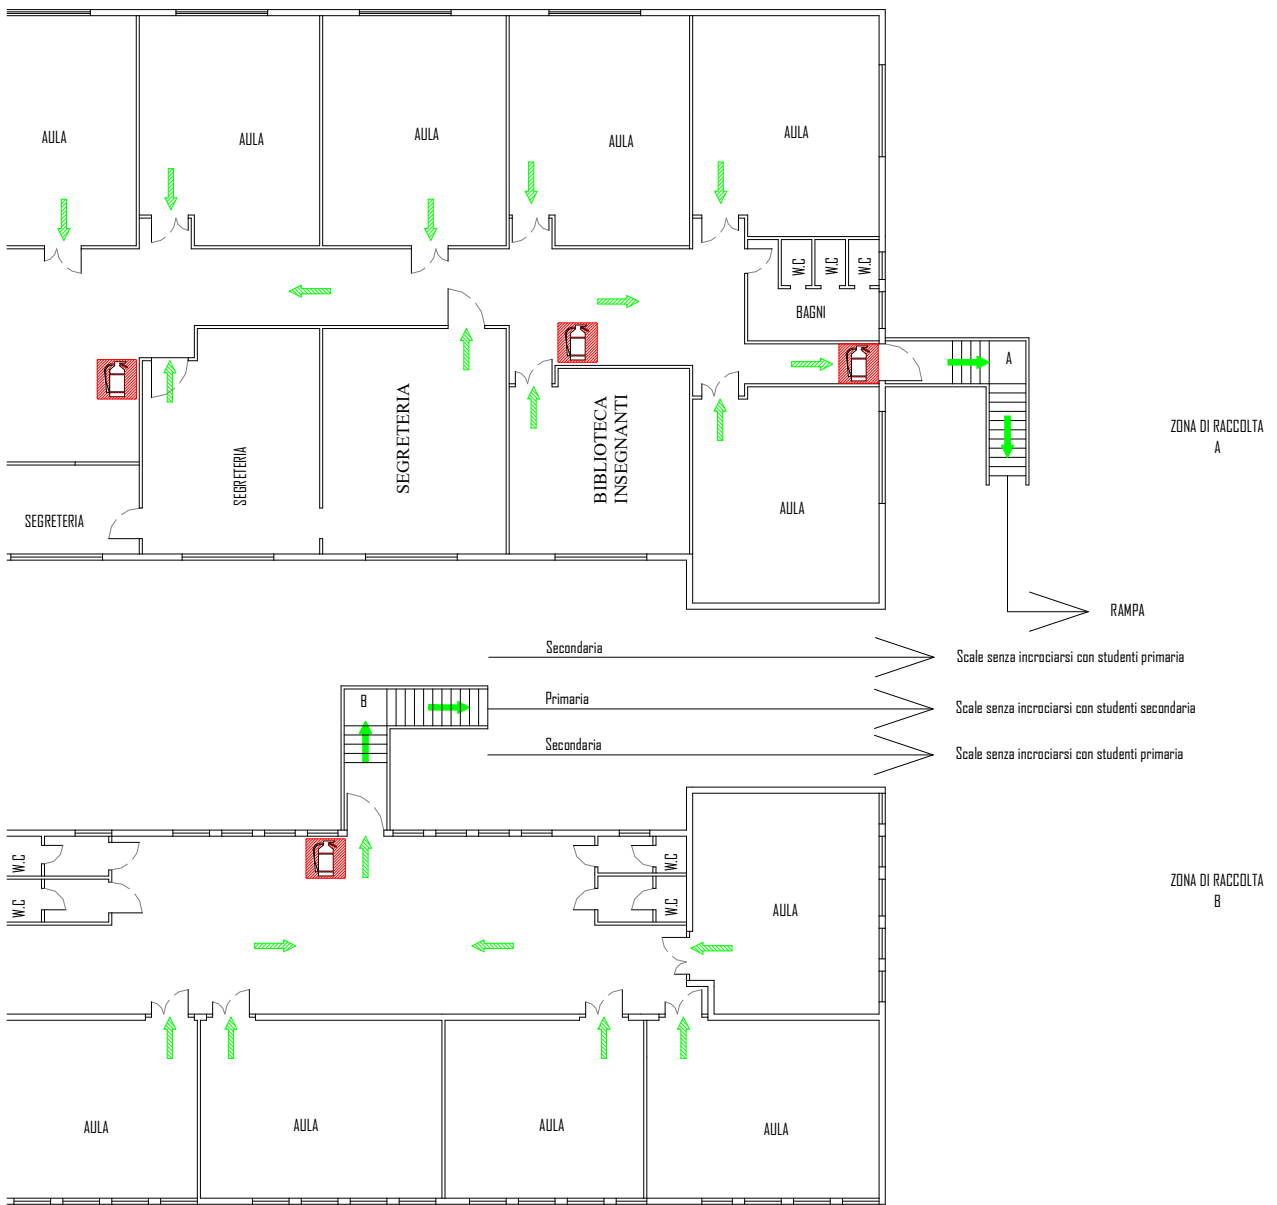 AULA
AULA
AULA
AULA
AULA
W.C
W.C
W.C
BAGNI
A
SEGRETERIA
SEGRETERIA
SEGRETERIA
BIBLIOTECA
INSEGNANTI
AULA
ZONA DI RACCOLTA
A
RAMPA
Secondaria
Scale senza incrociarsi con studenti primaria
B
Primaria
Scale senza incrociarsi con studenti secondaria
Secondaria
Scale senza incrociarsi con studenti primaria
W.C
W.C
W.C
W.C
AULA
ZONA DI RACCOLTA
B
AULA
AULA
AULA
AULA